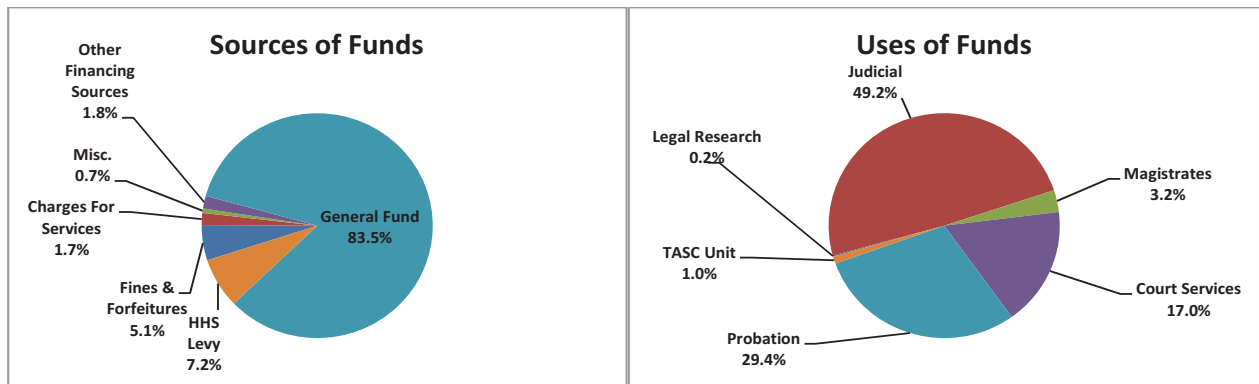 Sources of Funds
Other
Financing
Sources
1.8%
Misc.
0.7%
Charges For
Services
1.7%
Fines &
Forfeitures
5.1%
HHS
Levy
7.2%
General Fund
83.5%
Uses of Funds
Judicial
49.2%
Legal Research
0.2%
Magistrates
3.2%
TASC Unit
1.0%
Court Services
17.0%
Probation
29.4%